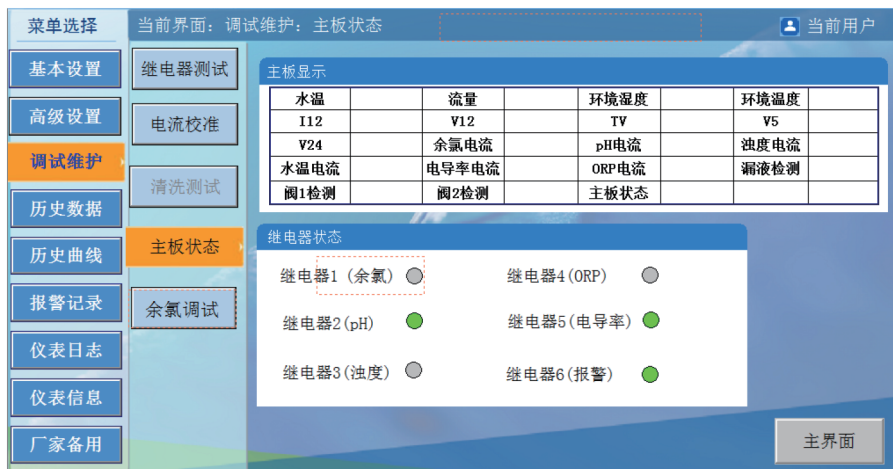 菜单选择
当前界面：调试维护：主板状态
当前用户
基本设置
高级设置
调试维护
历史数据
历史曲线
报警记录
仪表日志
仪表信息
厂家备用
继电器测试
电流校准
清洗测试
主板状态
余氯调试
主板显示
水温 流量 环境湿度 环境温度
I12 V12 TV V5
V24 余氯电流 pH电流 浊度电流
水温电流 电导率电流 ORP电流 漏液检测
阀1检测 阀2检测 主板状态
继电器状态
继电器1（余氯） 继电器4(ORP)
继电器2(pH) 继电器5(电导率)
继电器3(浊度) 继电器6(报警)
主界面